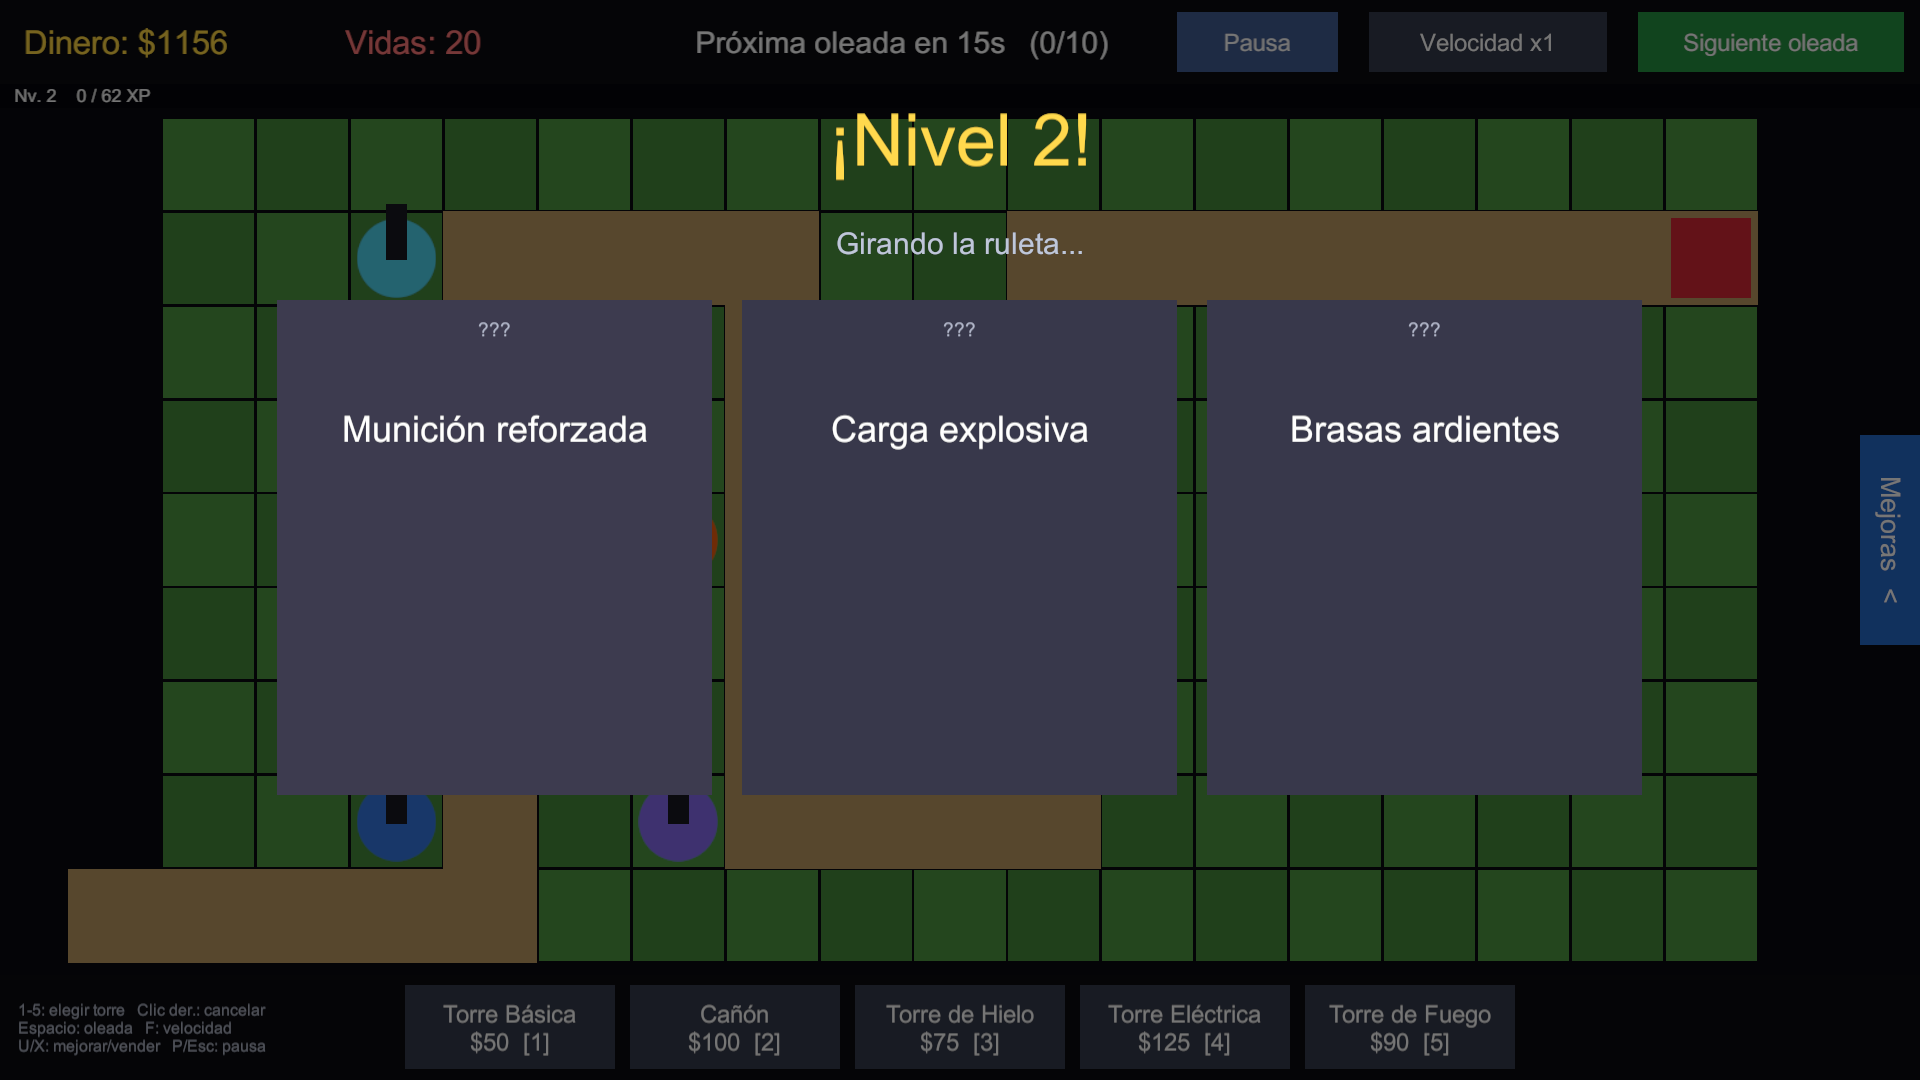 Dinero: $1156
Vidas: 20
Próxima oleada en 15s (0/10)
Pausa
Velocidad x1
Siguiente oleada
Nv. 2 0 / 62 XP
¡Nivel 2!
Girando la ruleta...
???
???
???
Munición reforzada
Carga explosiva
Brasas ardientes
Mejoras <
1-5: elegir torre Clic der.: cancelar
Espacio: oleada F: velocidad
U/X: mejorar/vender P/Esc: pausa
Torre Básica
$50 [1]
Cañón
$100 [2]
Torre de Hielo
$75 [3]
Torre Eléctrica
$125 [4]
Torre de Fuego
$90 [5]